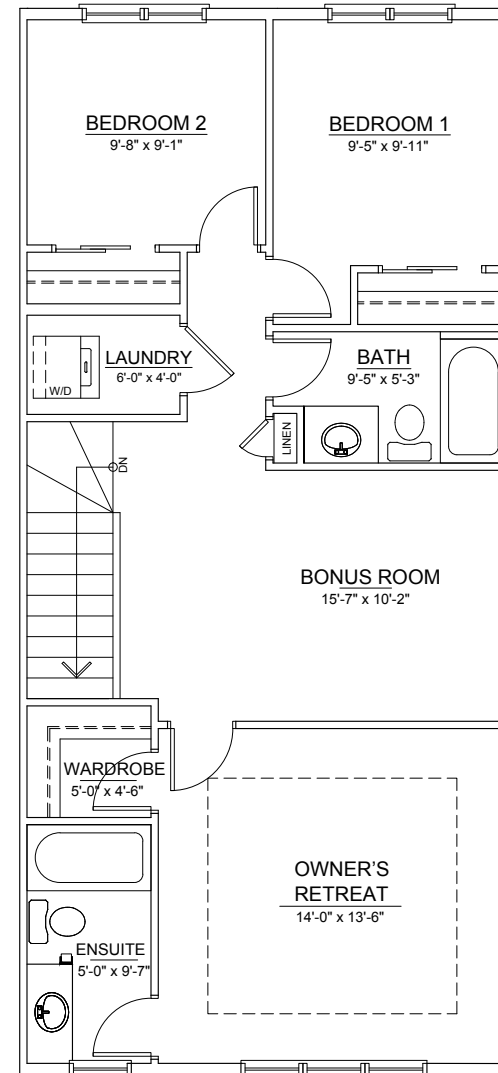 BEDROOM 2
9'-8" x 9'-1"
BEDROOM 1
9'-5" x 9'-11"
LAUNDRY
6'-0" x 4'-0"
W/D
BATH
9'-5" x 5'-3"
LINEN
DN
BONUS ROOM
15'-7" x 10'-2"
WARDROBE
5'-0" x 4'-6"
OWNER'S
RETREAT
14'-0" x 13'-6"
ENSUITE
5'-0" x 9'-7"